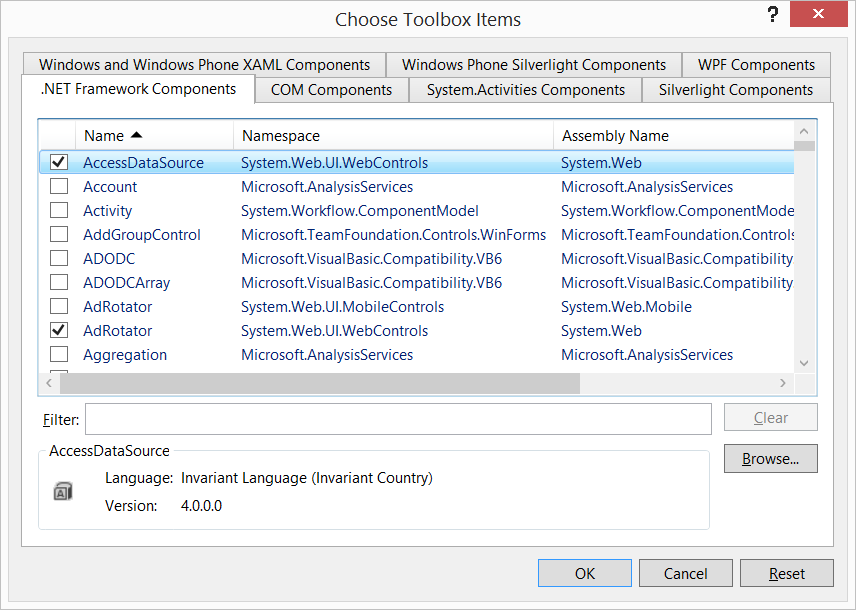 Choose Toolbox Items
?
Windows and Windows Phone XAML Components Windows Phone Silverlight Components WPF Components
.NET Framework Components COM Components System.Activities Components Silverlight Components
Name Namespace Assembly Name
AccessDataSource System.Web.UI.WebControls System.Web
Account Microsoft.AnalysisServices Microsoft.AnalysisServices
Activity System.Workflow.ComponentModel System.Workflow.ComponentMode
AddGroupControl Microsoft.TeamFoundation.Controls.WinForms Microsoft.TeamFoundation.Controls
ADODC Microsoft.VisualBasic.Compatibility.VB6 Microsoft.VisualBasic.Compatibility.
ADODCArray Microsoft.VisualBasic.Compatibility.VB6 Microsoft.VisualBasic.Compatibility.
AdRotator System.Web.UI.MobileControls System.Web.Mobile
AdRotator System.Web.UI.WebControls System.Web
Aggregation Microsoft.AnalysisServices Microsoft.AnalysisServices
Filter: Clear
AccessDataSource
Browse...
Language: Invariant Language (Invariant Country)
A
Version: 4.0.0.0
OK Cancel Reset